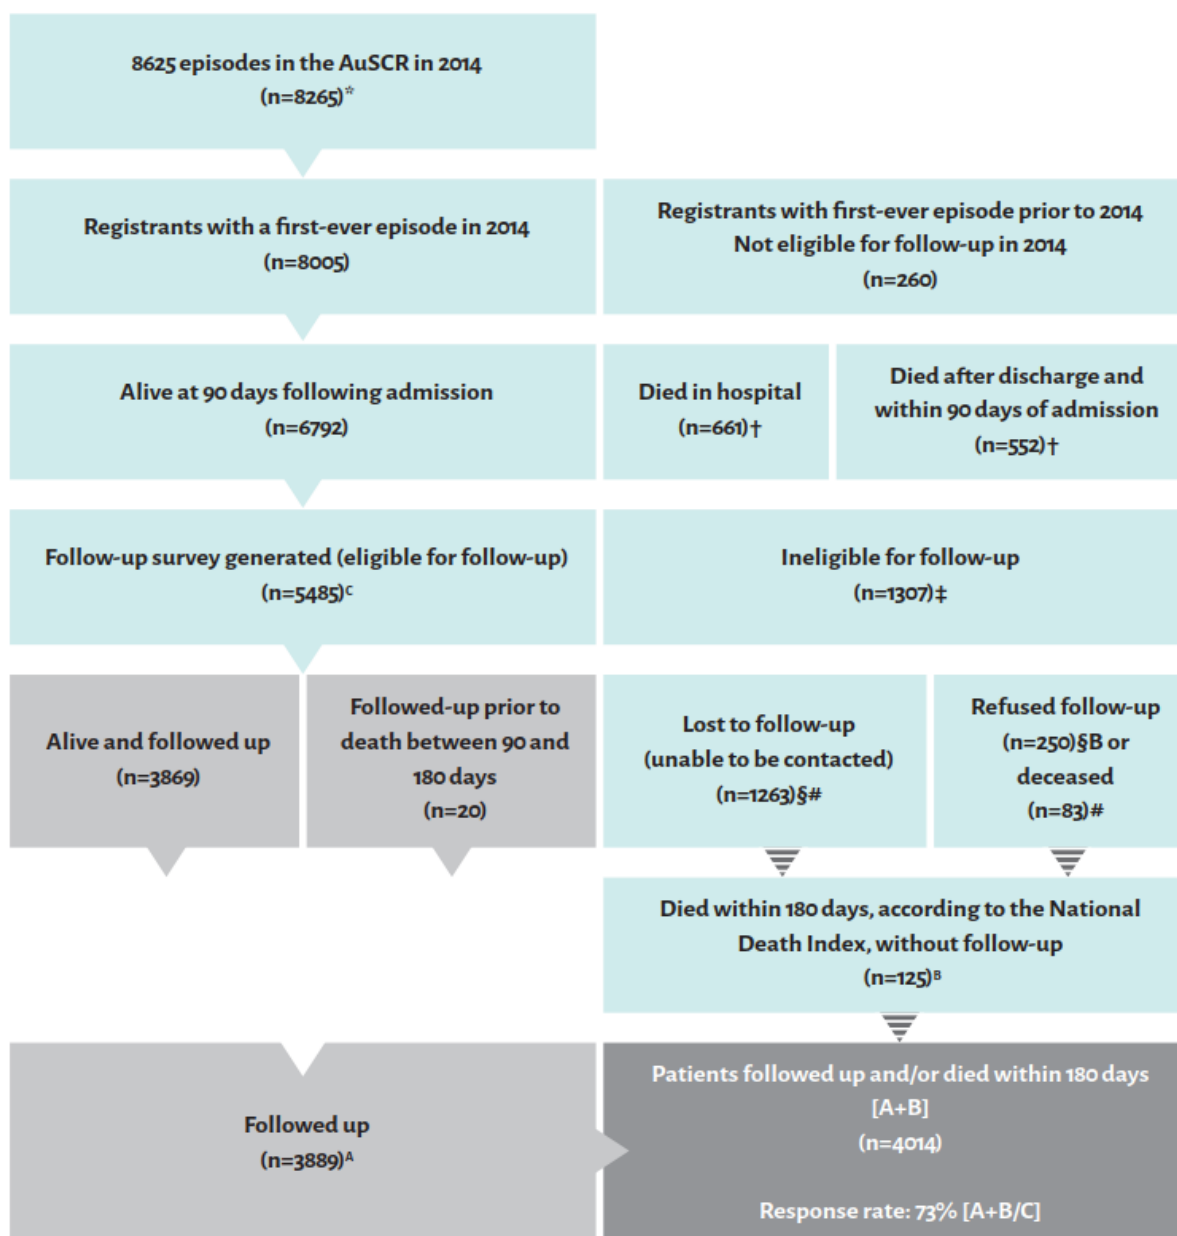 8625 episodes in the AuSCR in 2014
(n=8265)*
Registrants with a first-ever episode in 2014
(n=8005)
Registrants with first-ever episode prior to 2014
Not eligible for follow-up in 2014
(n=260)
Alive at 90 days following admission
(n=6792)
Died in hospital
(n=661)†
Died after discharge and
within 90 days of admission
(n=552)†
Follow-up survey generated (eligible for follow-up)
(n=5485)ᶜ
Ineligible for follow-up
(n=1307)‡
Alive and followed up
(n=3869)
Followed-up prior to
death between 90 and
180 days
(n=20)
Lost to follow-up
(unable to be contacted)
(n=1263)§#
Refused follow-up
(n=250)§B or
deceased
(n=83)#
Died within 180 days, according to the National
Death Index, without follow-up
(n=125)ᴮ
Followed up
(n=3889)ᴬ
Patients followed up and/or died within 180 days
[A+B]
(n=4014)
Response rate: 73% [A+B/C]